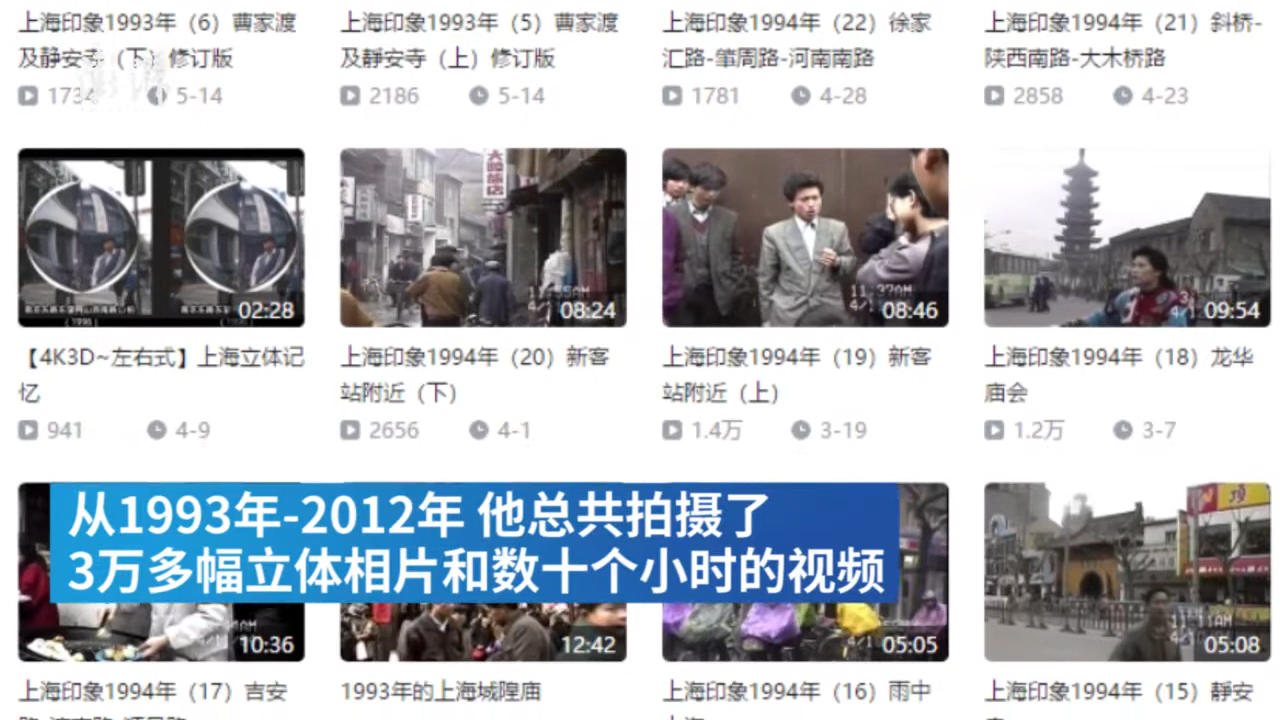 上海印象1993年（6）曹家渡
及静安寺（下）修订版
1734 5-14
上海印象1993年（5）曹家渡
及静安寺（上）修订版
2186 5-14
上海印象1994年（22）徐家
汇路-肇周路-河南南路
1781 4-28
上海印象1994年（21）斜桥-
陕西南路-大木桥路
2858 4-23
02:28
【4K3D~左右式】上海立体记
忆
941 4-9
大陸旅店
08:24
上海印象1994年（20）新客
站附近（下）
2656 4-1
08:46
上海印象1994年（19）新客
站附近（上）
1.4万 3-19
09:54
上海印象1994年（18）龙华
庙会
1.2万 3-7
从1993年-2012年 他总共拍摄了
3万多幅立体相片和数十个小时的视频
10:36
上海印象1994年（17）吉安
12:42
1993年的上海城隍庙
05:05
上海印象1994年（16）雨中
11:11AM
05:08
上海印象1994年（15）静安